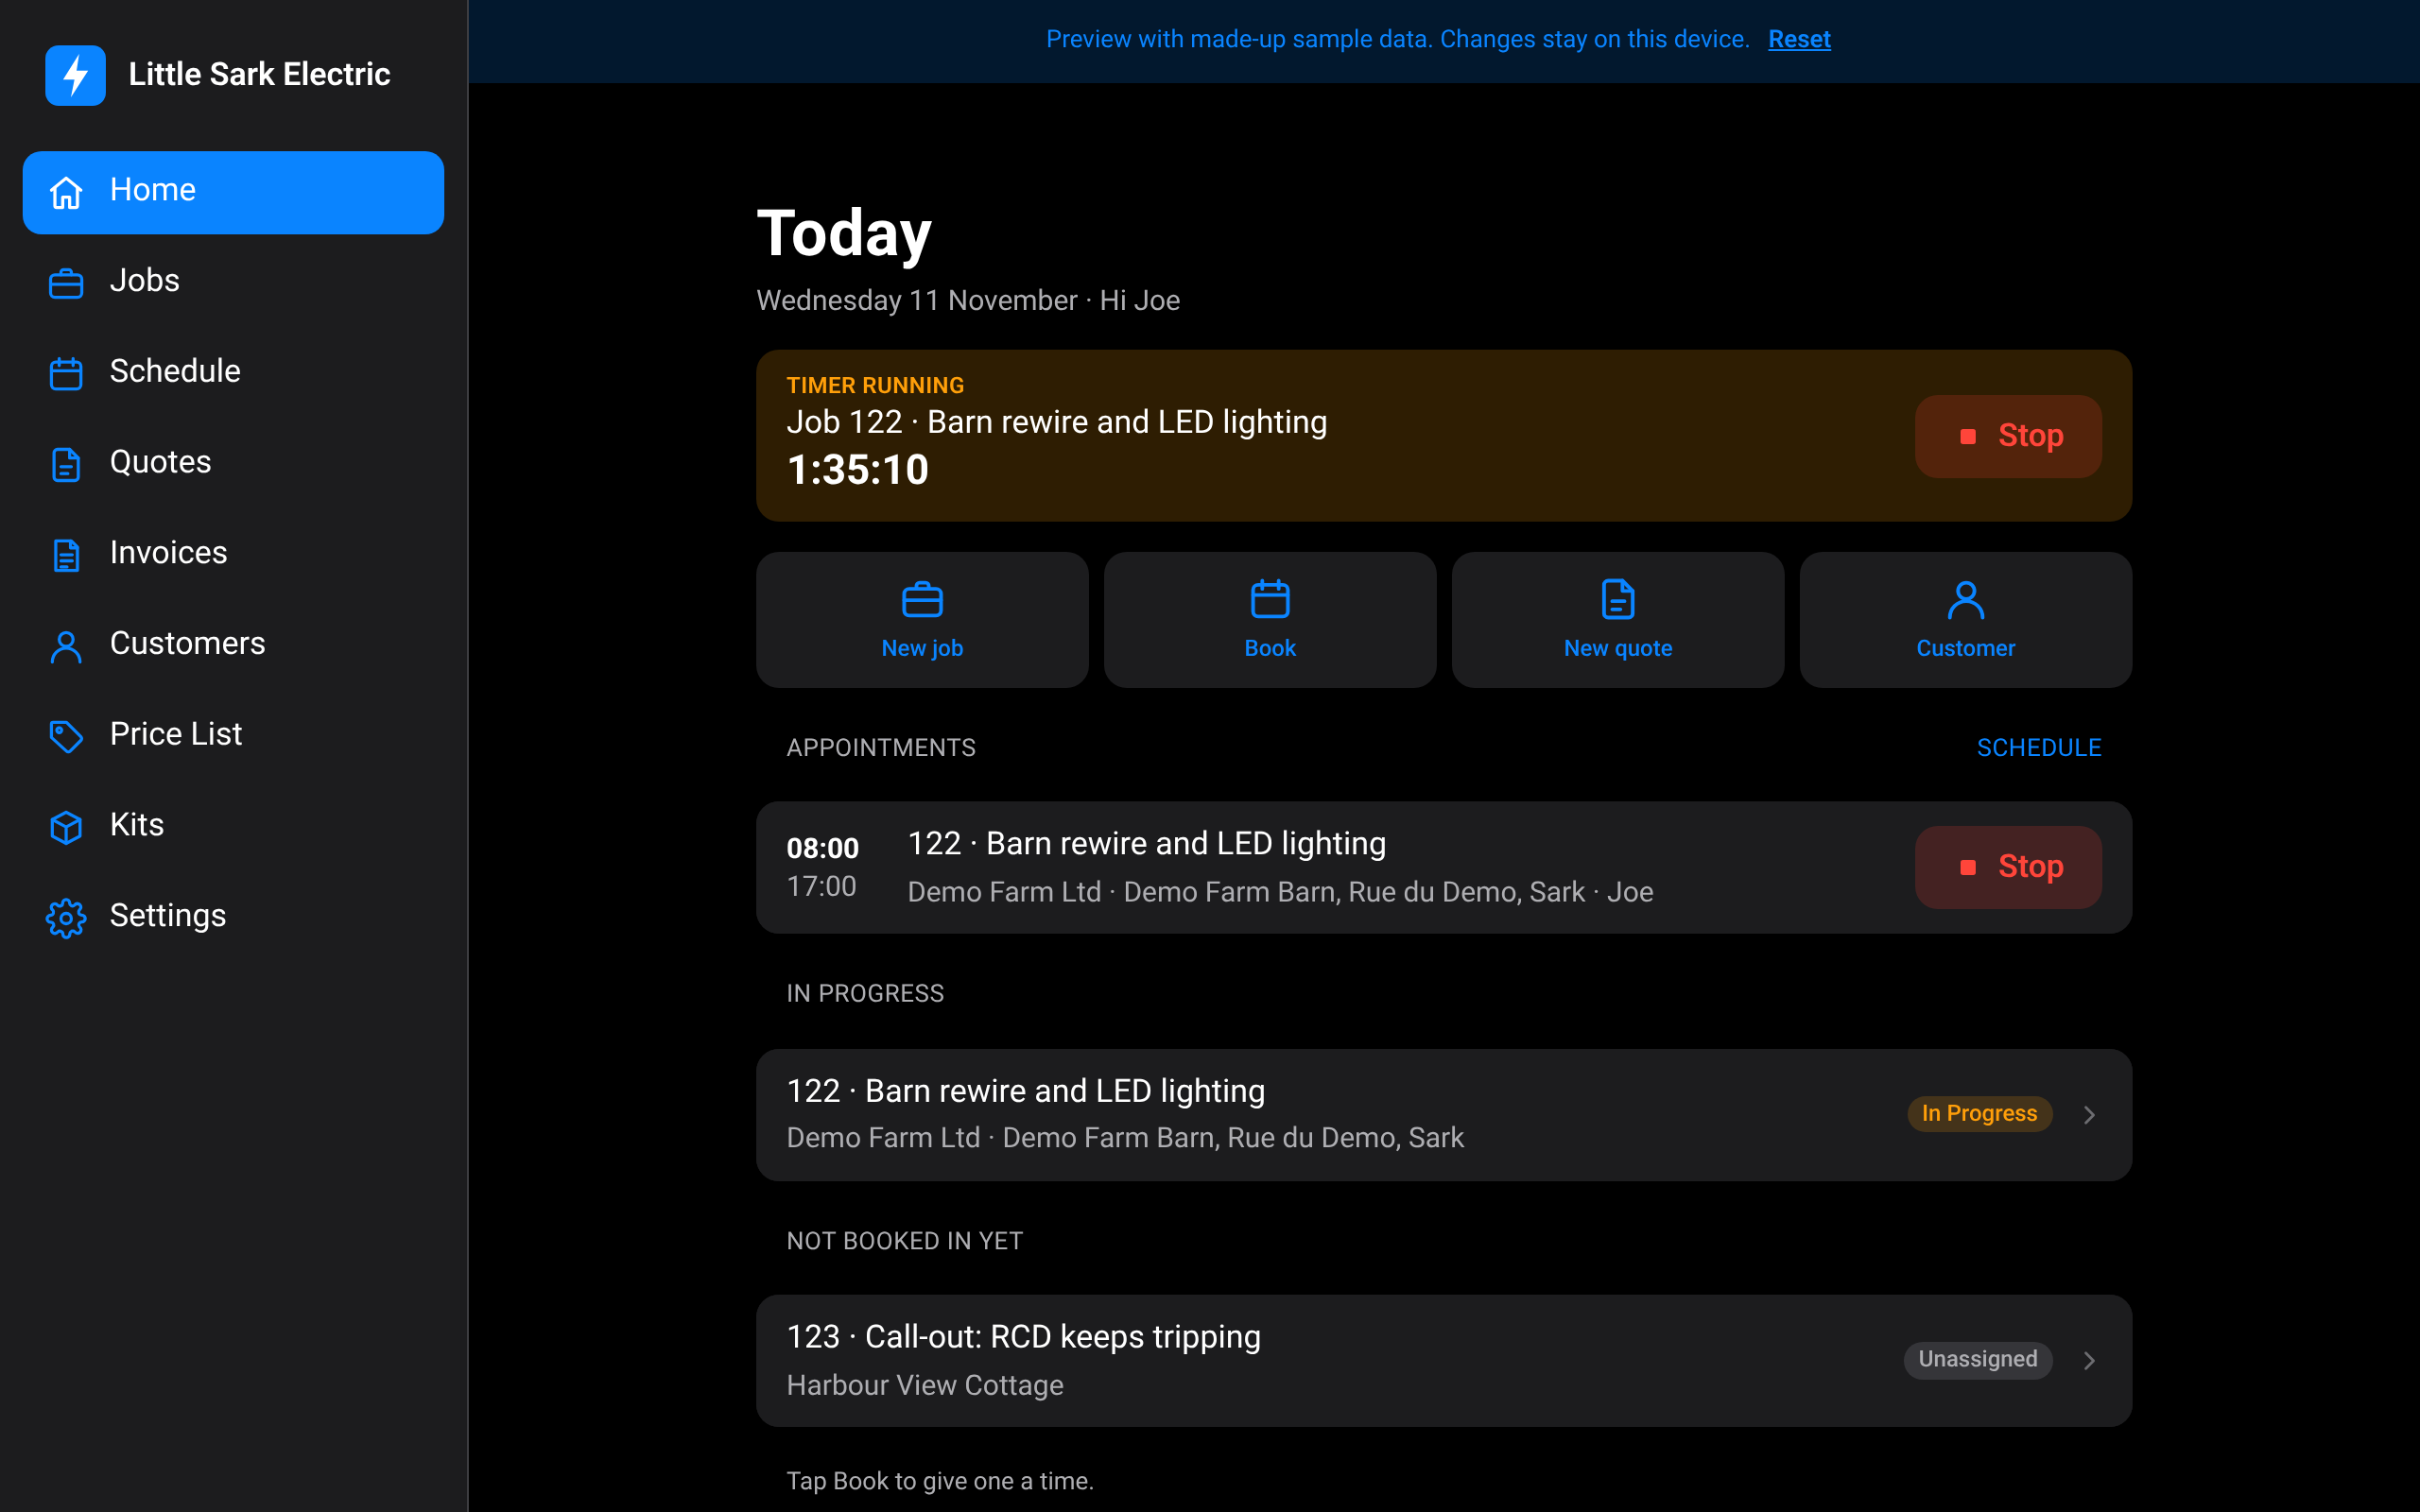 Little Sark Electric
Home
Jobs
Schedule
Quotes
Invoices
Customers
Price List
Kits
Settings
Preview with made-up sample data. Changes stay on this device. Reset
Today
Wednesday 11 November · Hi Joe
TIMER RUNNING
Job 122 · Barn rewire and LED lighting
1:35:10
Stop
New job
Book
New quote
Customer
APPOINTMENTS
SCHEDULE
08:00
17:00
122 · Barn rewire and LED lighting
Demo Farm Ltd · Demo Farm Barn, Rue du Demo, Sark · Joe
Stop
IN PROGRESS
122 · Barn rewire and LED lighting
Demo Farm Ltd · Demo Farm Barn, Rue du Demo, Sark
In Progress
NOT BOOKED IN YET
123 · Call-out: RCD keeps tripping
Harbour View Cottage
Unassigned
Tap Book to give one a time.